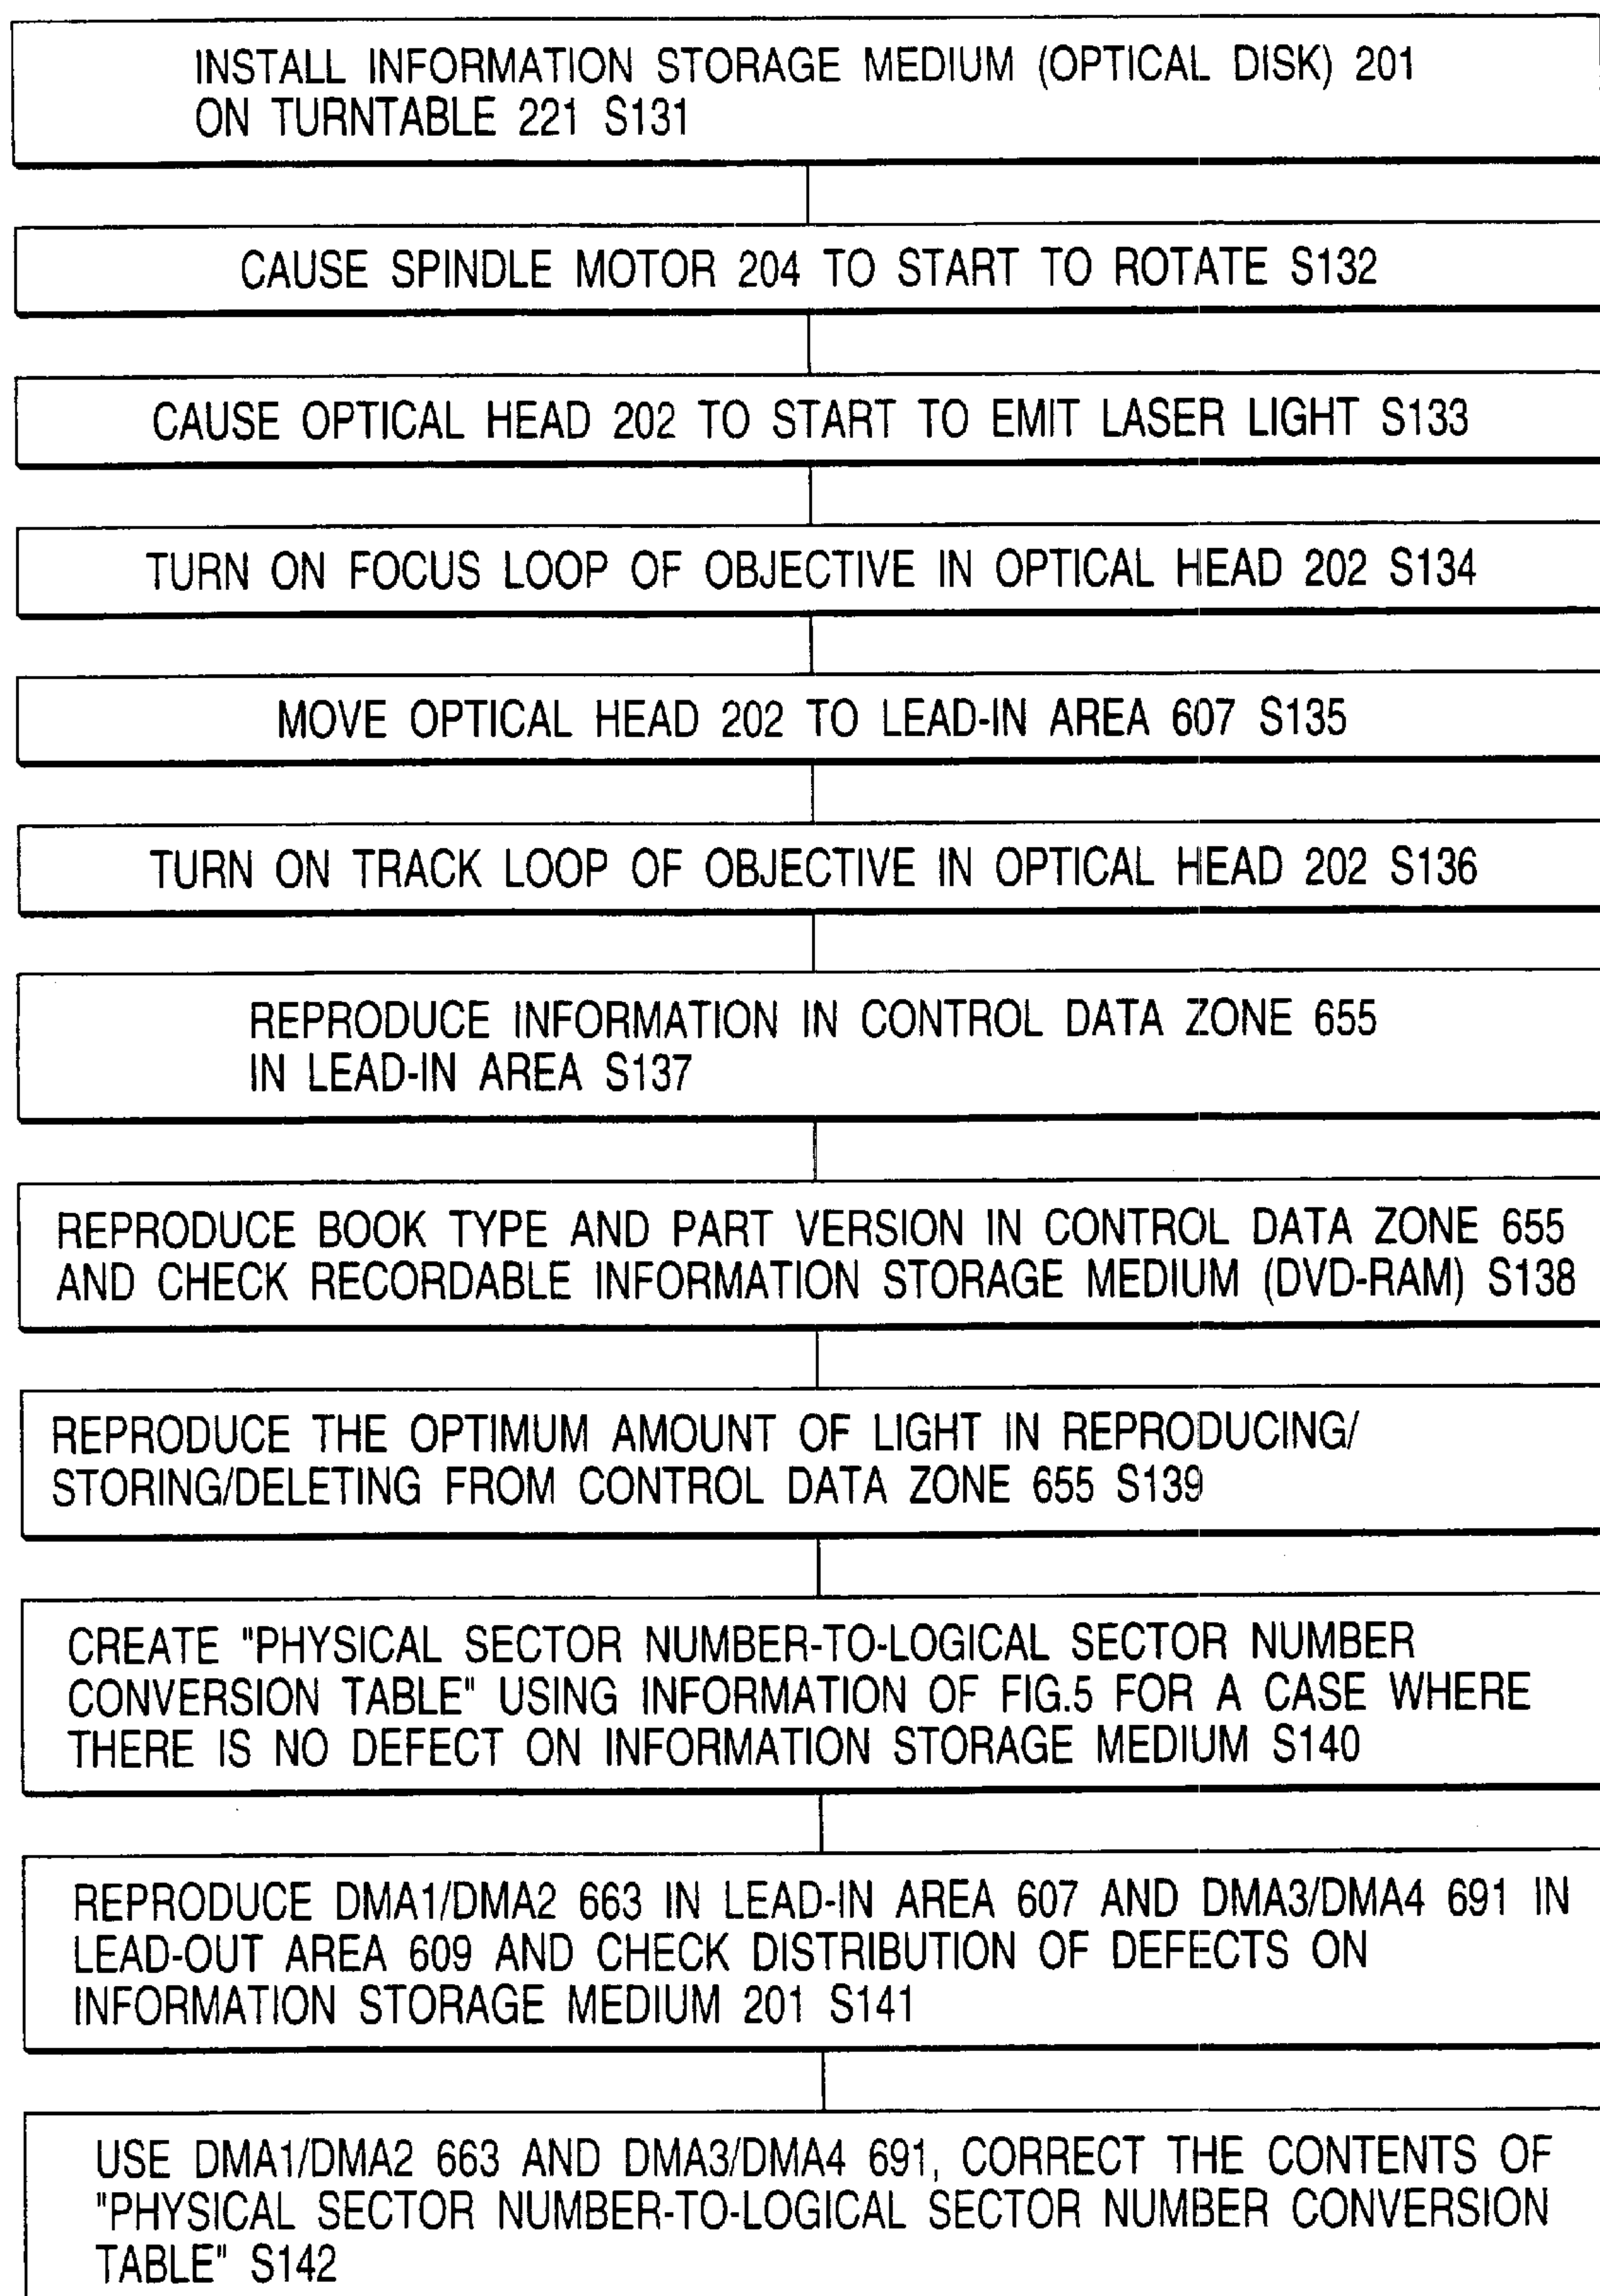 INSTALL INFORMATION STORAGE MEDIUM (OPTICAL DISK) 201
ON TURNTABLE 221 S131
CAUSE SPINDLE MOTOR 204 TO START TO ROTATE S132
CAUSE OPTICAL HEAD 202 TO START TO EMIT LASER LIGHT S133
TURN ON FOCUS LOOP OF OBJECTIVE IN OPTICAL HEAD 202 S134
MOVE OPTICAL HEAD 202 TO LEAD-IN AREA 607 S135
TURN ON TRACK LOOP OF OBJECTIVE IN OPTICAL HEAD 202 S136
REPRODUCE INFORMATION IN CONTROL DATA ZONE 655
IN LEAD-IN AREA S137
REPRODUCE BOOK TYPE AND PART VERSION IN CONTROL DATA ZONE 655
AND CHECK RECORDABLE INFORMATION STORAGE MEDIUM (DVD-RAM) S138
REPRODUCE THE OPTIMUM AMOUNT OF LIGHT IN REPRODUCING/
STORING/DELETING FROM CONTROL DATA ZONE 655 S139
CREATE "PHYSICAL SECTOR NUMBER-TO-LOGICAL SECTOR NUMBER
CONVERSION TABLE" USING INFORMATION OF FIG.5 FOR A CASE WHERE
THERE IS NO DEFECT ON INFORMATION STORAGE MEDIUM S140
REPRODUCE DMA1/DMA2 663 IN LEAD-IN AREA 607 AND DMA3/DMA4 691 IN
LEAD-OUT AREA 609 AND CHECK DISTRIBUTION OF DEFECTS ON
INFORMATION STORAGE MEDIUM 201 S141
USE DMA1/DMA2 663 AND DMA3/DMA4 691, CORRECT THE CONTENTS OF
"PHYSICAL SECTOR NUMBER-TO-LOGICAL SECTOR NUMBER CONVERSION
TABLE" S142